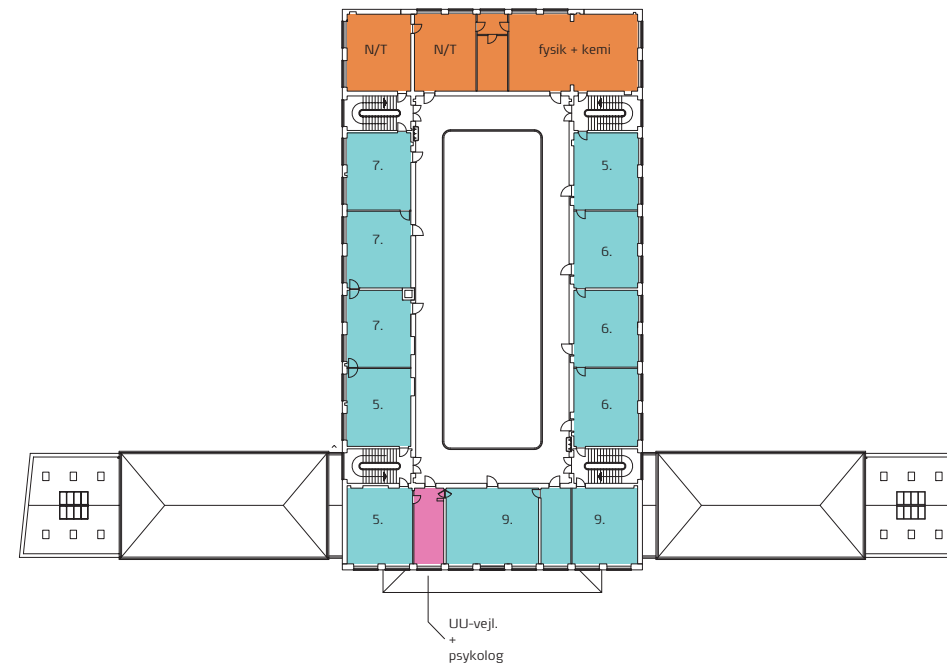 N/T
N/T
fysik + kemi
7.
5.
7.
6.
7.
6.
5.
6.
5.
9.
9.
UU-vejl.
+
psykolog